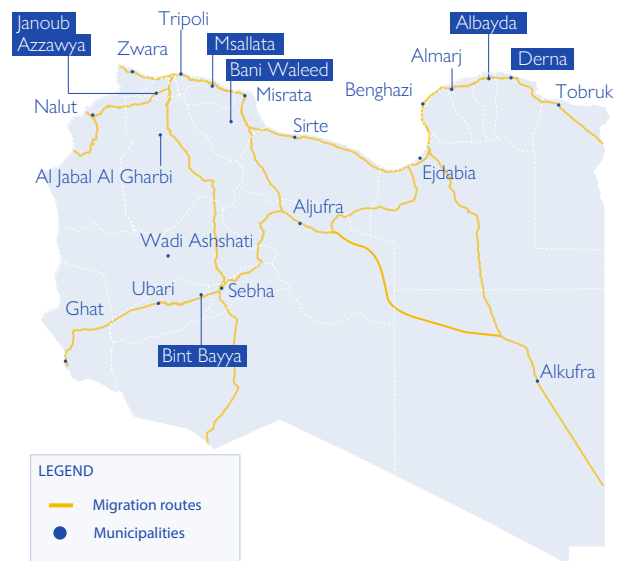 Janoub
Azzawya
Tripoli
Zwara
Msallata
Bani Waleed
Misrata
Nalut
Al Jabal Al Gharbi
Sirte
Benghazi
Almarj
Albayda
Derna
Tobruk
Ejdabia
Aljufra
Wadi Ashshati
Ubari
Sebha
Ghat
Bint Bayya
Alkufra
LEGEND
Migration routes
Municipalities